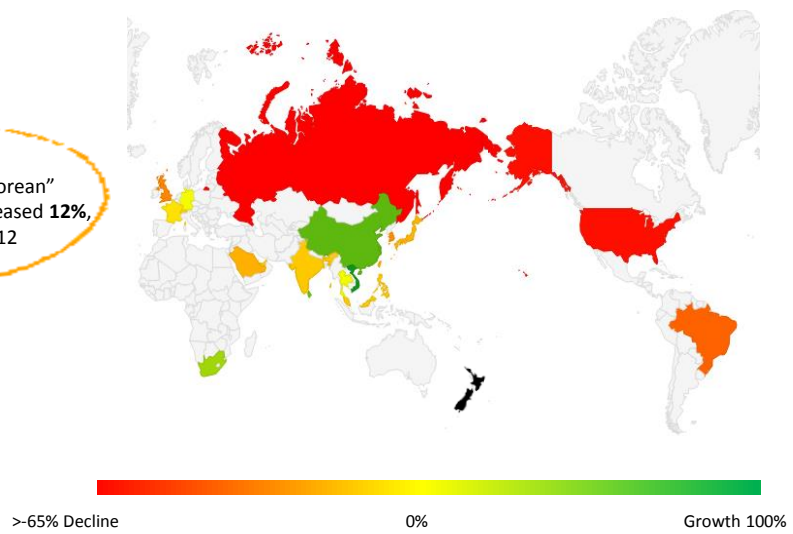 orean”
eased 12%,
12
>-65% Decline
0%
Growth 100%